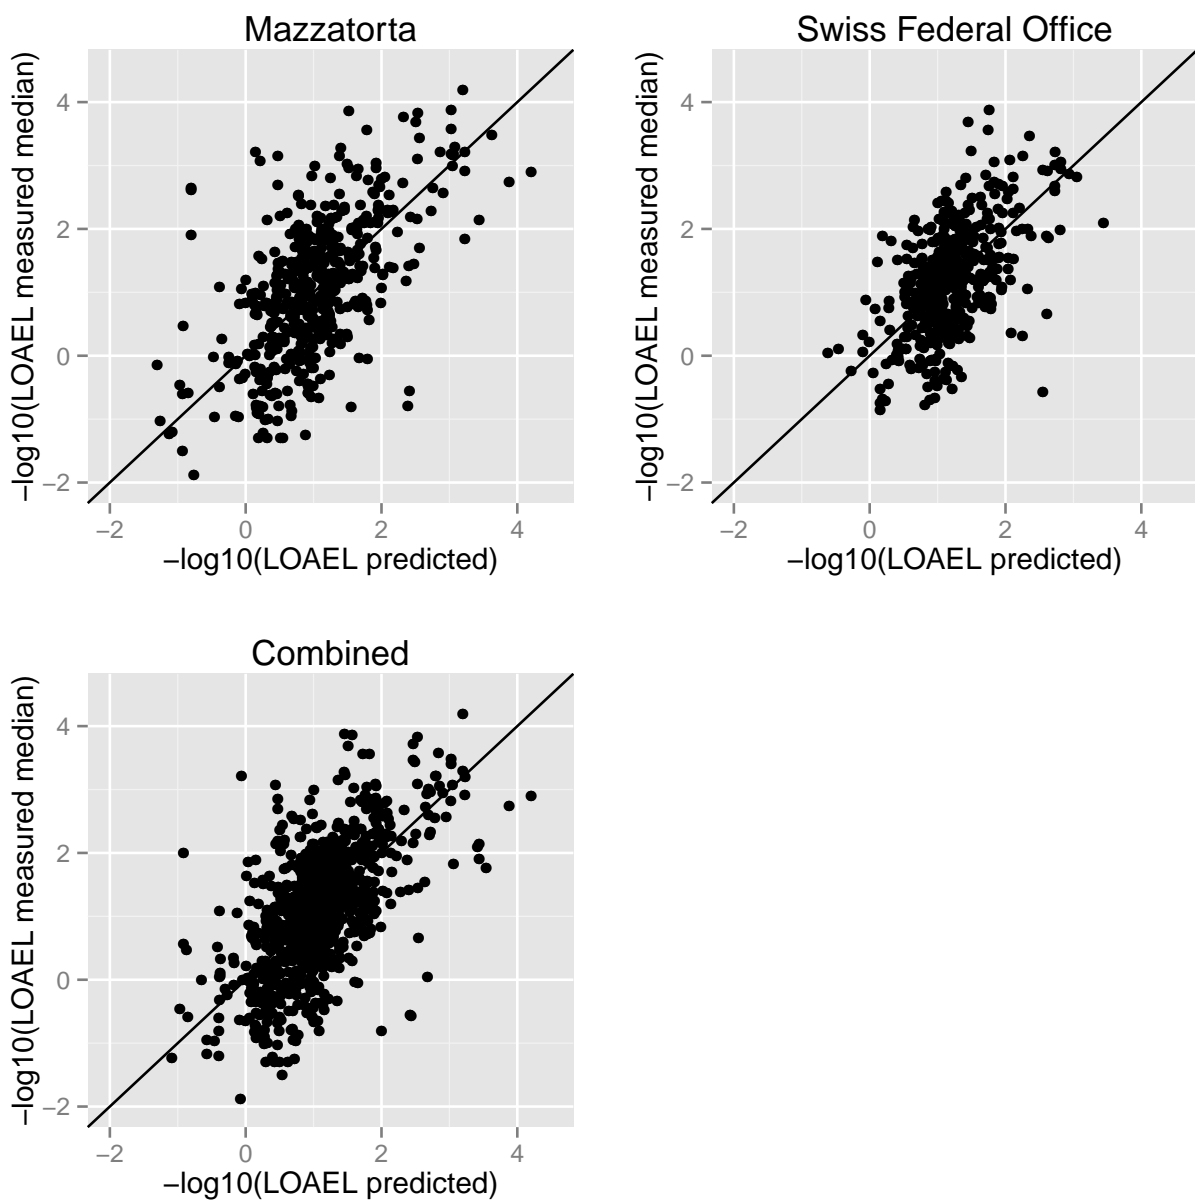 Mazzatorta
−log10(LOAEL measured median)
4
2
0
−2
−2 0 2 4
−log10(LOAEL predicted)
Swiss Federal Office
−log10(LOAEL measured median)
4
2
0
−2
−2 0 2 4
−log10(LOAEL predicted)
Combined
−log10(LOAEL measured median)
4
2
0
−2
−2 0 2 4
−log10(LOAEL predicted)